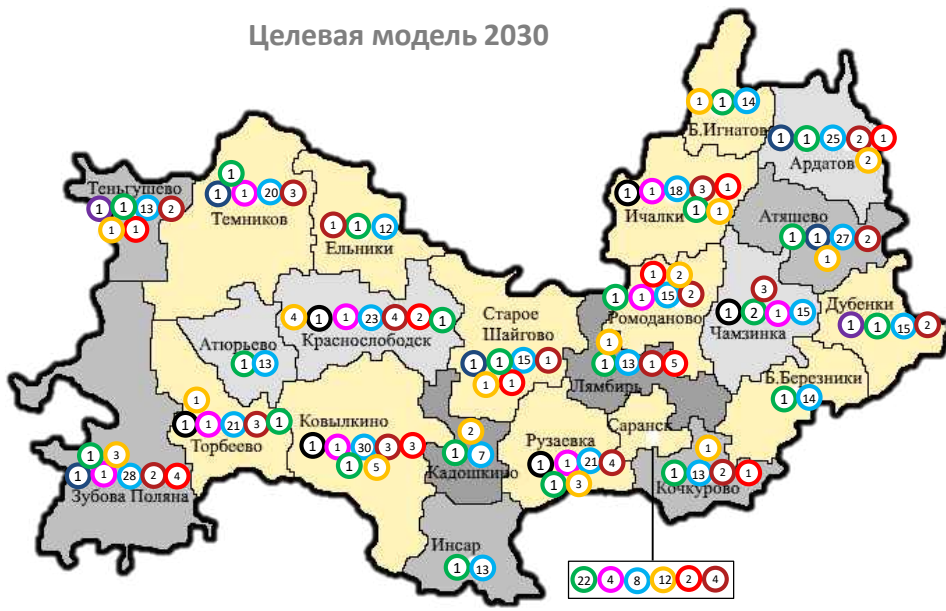 Целевая модель 2030
1 1 14
Б.Игнатов
1 1 25 2 1
2
Ардатов
1
Теньгушево
1 1 13 2
1 1
1 1 20 3
Темников
1 1 12
Ельники
1 1 18 3 1
Ичалки
1 1
Атяшево
1 1 27 2
1
1 2
1 1 15 2
Ромоданово
3
1 2 1 15
Чамзинка
Дубенки
1 1 15 2
4 1 1 23 4 2 1
Краснослободск
Старое
Шайгово
1 1 15 1
1 1
1
1 13 1 5
Лямбирь
Атюрьево
1 13
Б.Березники
1 14
1
1 1 21 3 1
Торбеево
Ковылкино
1 1 30 3 3
1 5
2
1 7
Кадошкино
Рузаевка
1 1 21 4
1 3
Саранск
1
1 13 2 1
Кочкурово
1 3
1 1 28 2 4
Зубова Поляна
Инсар
1 13
22 4 8 12 2 4